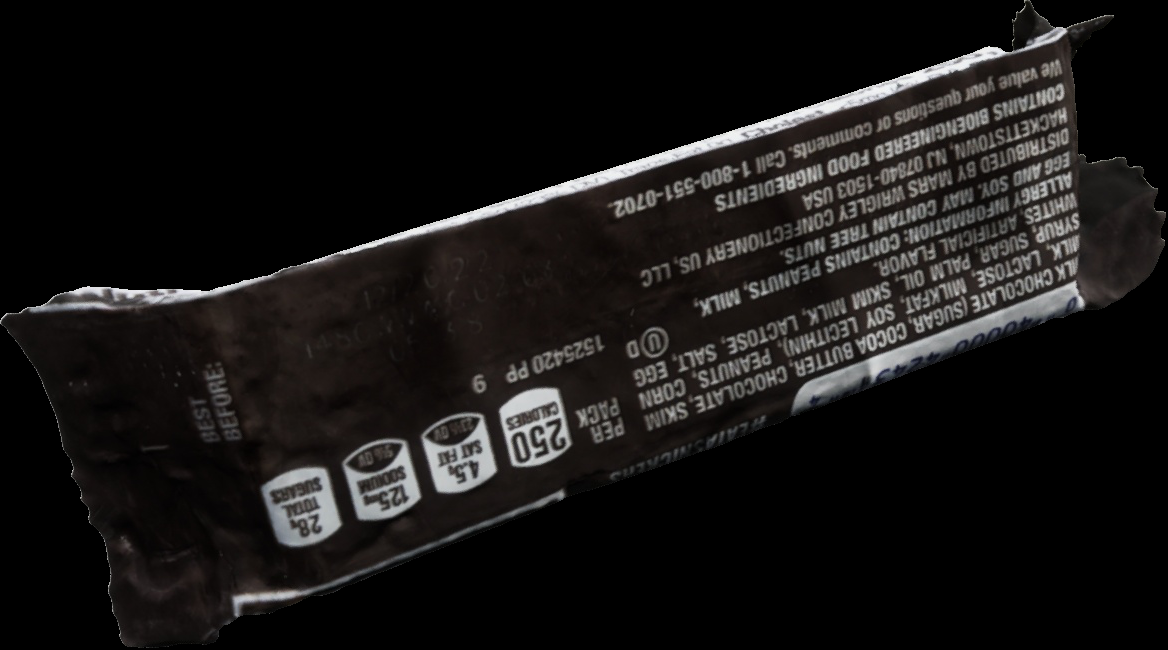 MILK CHOCOLATE (SUGAR, COCOA BUTTER, CHOCOLATE, SKIM
MILK, LACTOSE, MILKFAT, SOY LECITHIN), PEANUTS, CORN
SYRUP, SUGAR, PALM OIL, SKIM MILK, LACTOSE, SALT, EGG
WHITES, ARTIFICIAL FLAVOR.
U D
ALLERGY INFORMATION: CONTAINS PEANUTS, MILK,
EGG AND SOY. MAY CONTAIN TREE NUTS.
DISTRIBUTED BY MARS WRIGLEY CONFECTIONERY US, LLC
HACKETTSTOWN, NJ 07840-1503 USA
CONTAINS BIOENGINEERED FOOD INGREDIENTS
We value your questions or comments. Call 1-800-551-0702.
SNICKERS
PER
PACK
250
CALORIES
4.5g
SAT FAT
23% DV
125mg
SODIUM
5% DV
28g
TOTAL
SUGARS
1525420 PP
9
BEST
BEFORE: